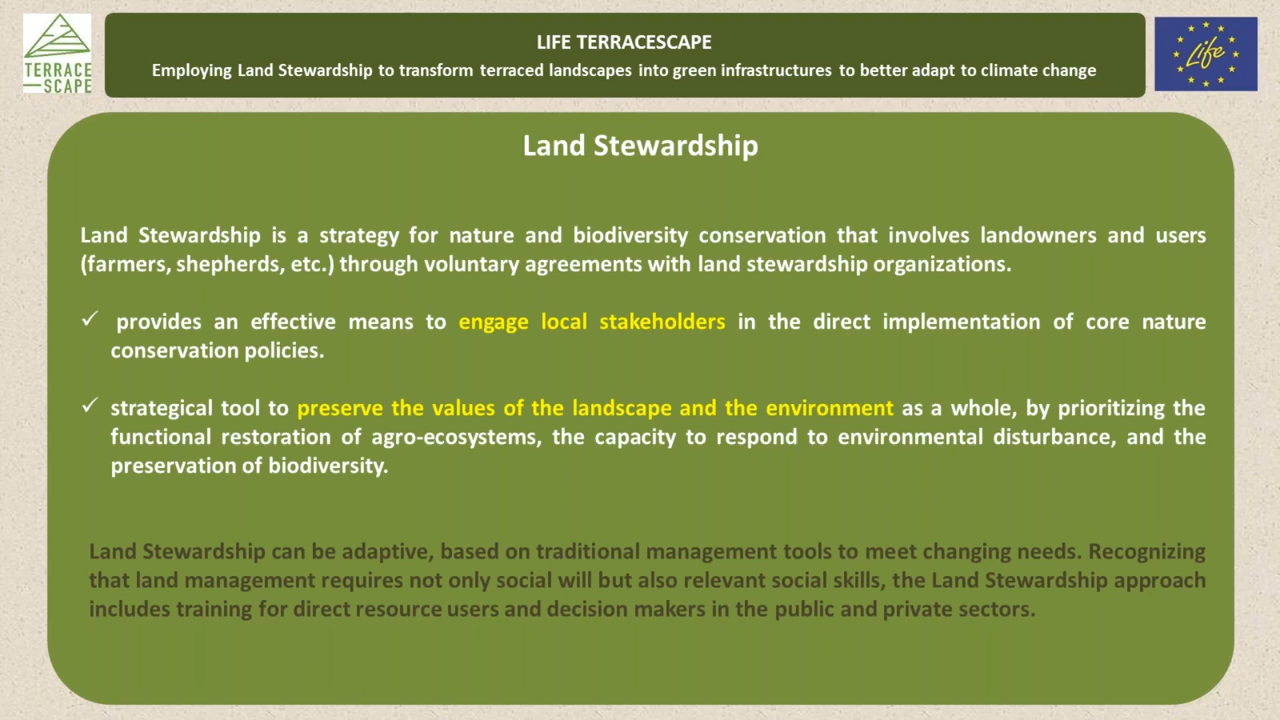 TERRACE
SCAPE
LIFE TERRACESCAPE
Employing Land Stewardship to transform terraced landscapes into green infrastructures to better adapt to climate change
Life
Land Stewardship
Land Stewardship is a strategy for nature and biodiversity conservation that involves landowners and users
(farmers, shepherds, etc.) through voluntary agreements with land stewardship organizations.
✓ provides an effective means to engage local stakeholders in the direct implementation of core nature
conservation policies.
✓ strategical tool to preserve the values of the landscape and the environment as a whole, by prioritizing the
functional restoration of agro-ecosystems, the capacity to respond to environmental disturbance, and the
preservation of biodiversity.
Land Stewardship can be adaptive, based on traditional management tools to meet changing needs. Recognizing
that land management requires not only social will but also relevant social skills, the Land Stewardship approach
includes training for direct resource users and decision makers in the public and private sectors.